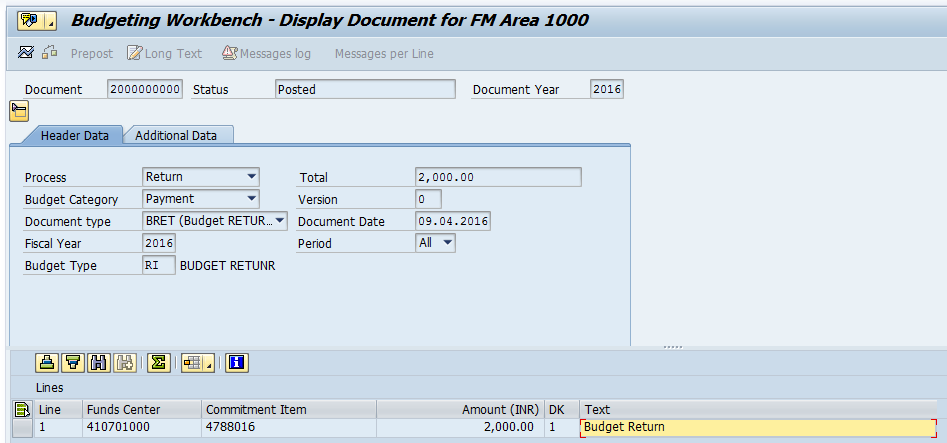 Budgeting Workbench - Display Document for FM Area 1000
Prepost Long Text Messages log Messages per Line
Document 2000000000 Status Posted Document Year 2016
Header Data Additional Data
Process Return Total 2,000.00
Budget Category Payment Version 0
Document type BRET (Budget RETUR... Document Date 09.04.2016
Fiscal Year 2016 Period All
Budget Type RI BUDGET RETUNR
Lines
Line Funds Center Commitment Item Amount (INR) DK Text
1 410701000 4788016 2,000.00 1 Budget Return